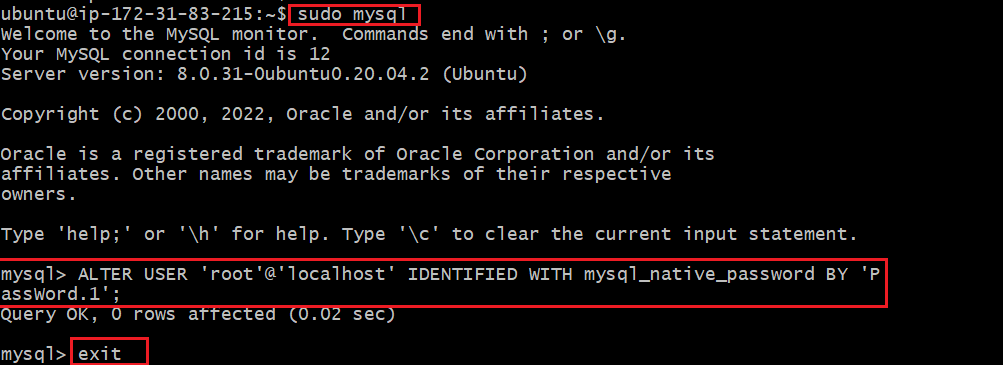 ubuntu@ip-172-31-83-215:~$ sudo mysql
Welcome to the MySQL monitor.  Commands end with ; or \g.
Your MySQL connection id is 12
Server version: 8.0.31-0ubuntu0.20.04.2 (Ubuntu)
Copyright (c) 2000, 2022, Oracle and/or its affiliates.
Oracle is a registered trademark of Oracle Corporation and/or its
affiliates. Other names may be trademarks of their respective
owners.
Type 'help;' or '\h' for help. Type '\c' to clear the current input statement.
mysql> ALTER USER 'root'@'localhost' IDENTIFIED WITH mysql_native_password BY 'P
assWord.1';
Query OK, 0 rows affected (0.02 sec)
mysql> exit